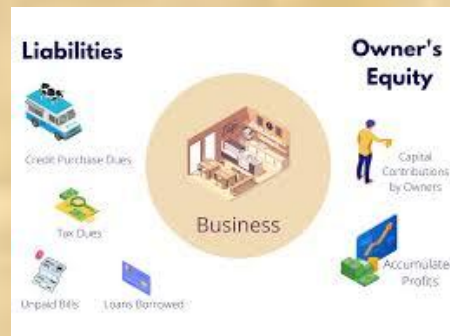 Liabilities
Credit Purchase Dues
Tax Dues
Unpaid Bills
Loans Borrowed
Business
Owner's
Equity
Capital
Contributions
by Owners
Accumulate
Profits